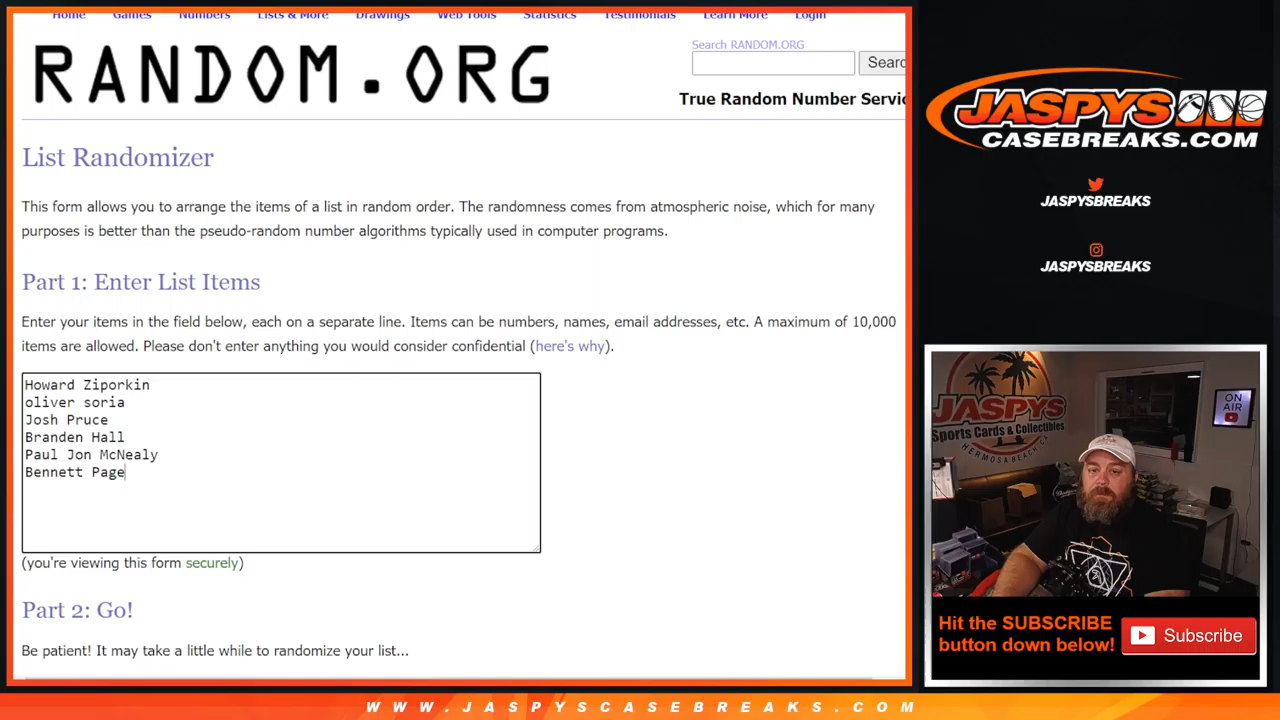 Home Games Numbers Lists & More Drawings Web Tools Statistics Testimonials Learn More Login
RANDOM.ORG
Search RANDOM.ORG
Searc
True Random Number Servic
List Randomizer
This form allows you to arrange the items of a list in random order. The randomness comes from atmospheric noise, which for many
purposes is better than the pseudo-random number algorithms typically used in computer programs.
Part 1: Enter List Items
Enter your items in the field below, each on a separate line. Items can be numbers, names, email addresses, etc. A maximum of 10,000
items are allowed. Please don't enter anything you would consider confidential (here's why).
Howard Ziporkin
oliver soria
Josh Pruce
Branden Hall
Paul Jon McNealy
Bennett Page
(you're viewing this form securely)
Part 2: Go!
Be patient! It may take a little while to randomize your list...
JASPYS
CASEBREAKS.COM
JASPYSBREAKS
JASPYSBREAKS
JASPYS
Sports Cards & Collectibles
HERMOSA BEACH CA
ON
AIR
Hit the SUBSCRIBE
button down below!
Subscribe
WWW.JASPYSCASEBREAKS.COM